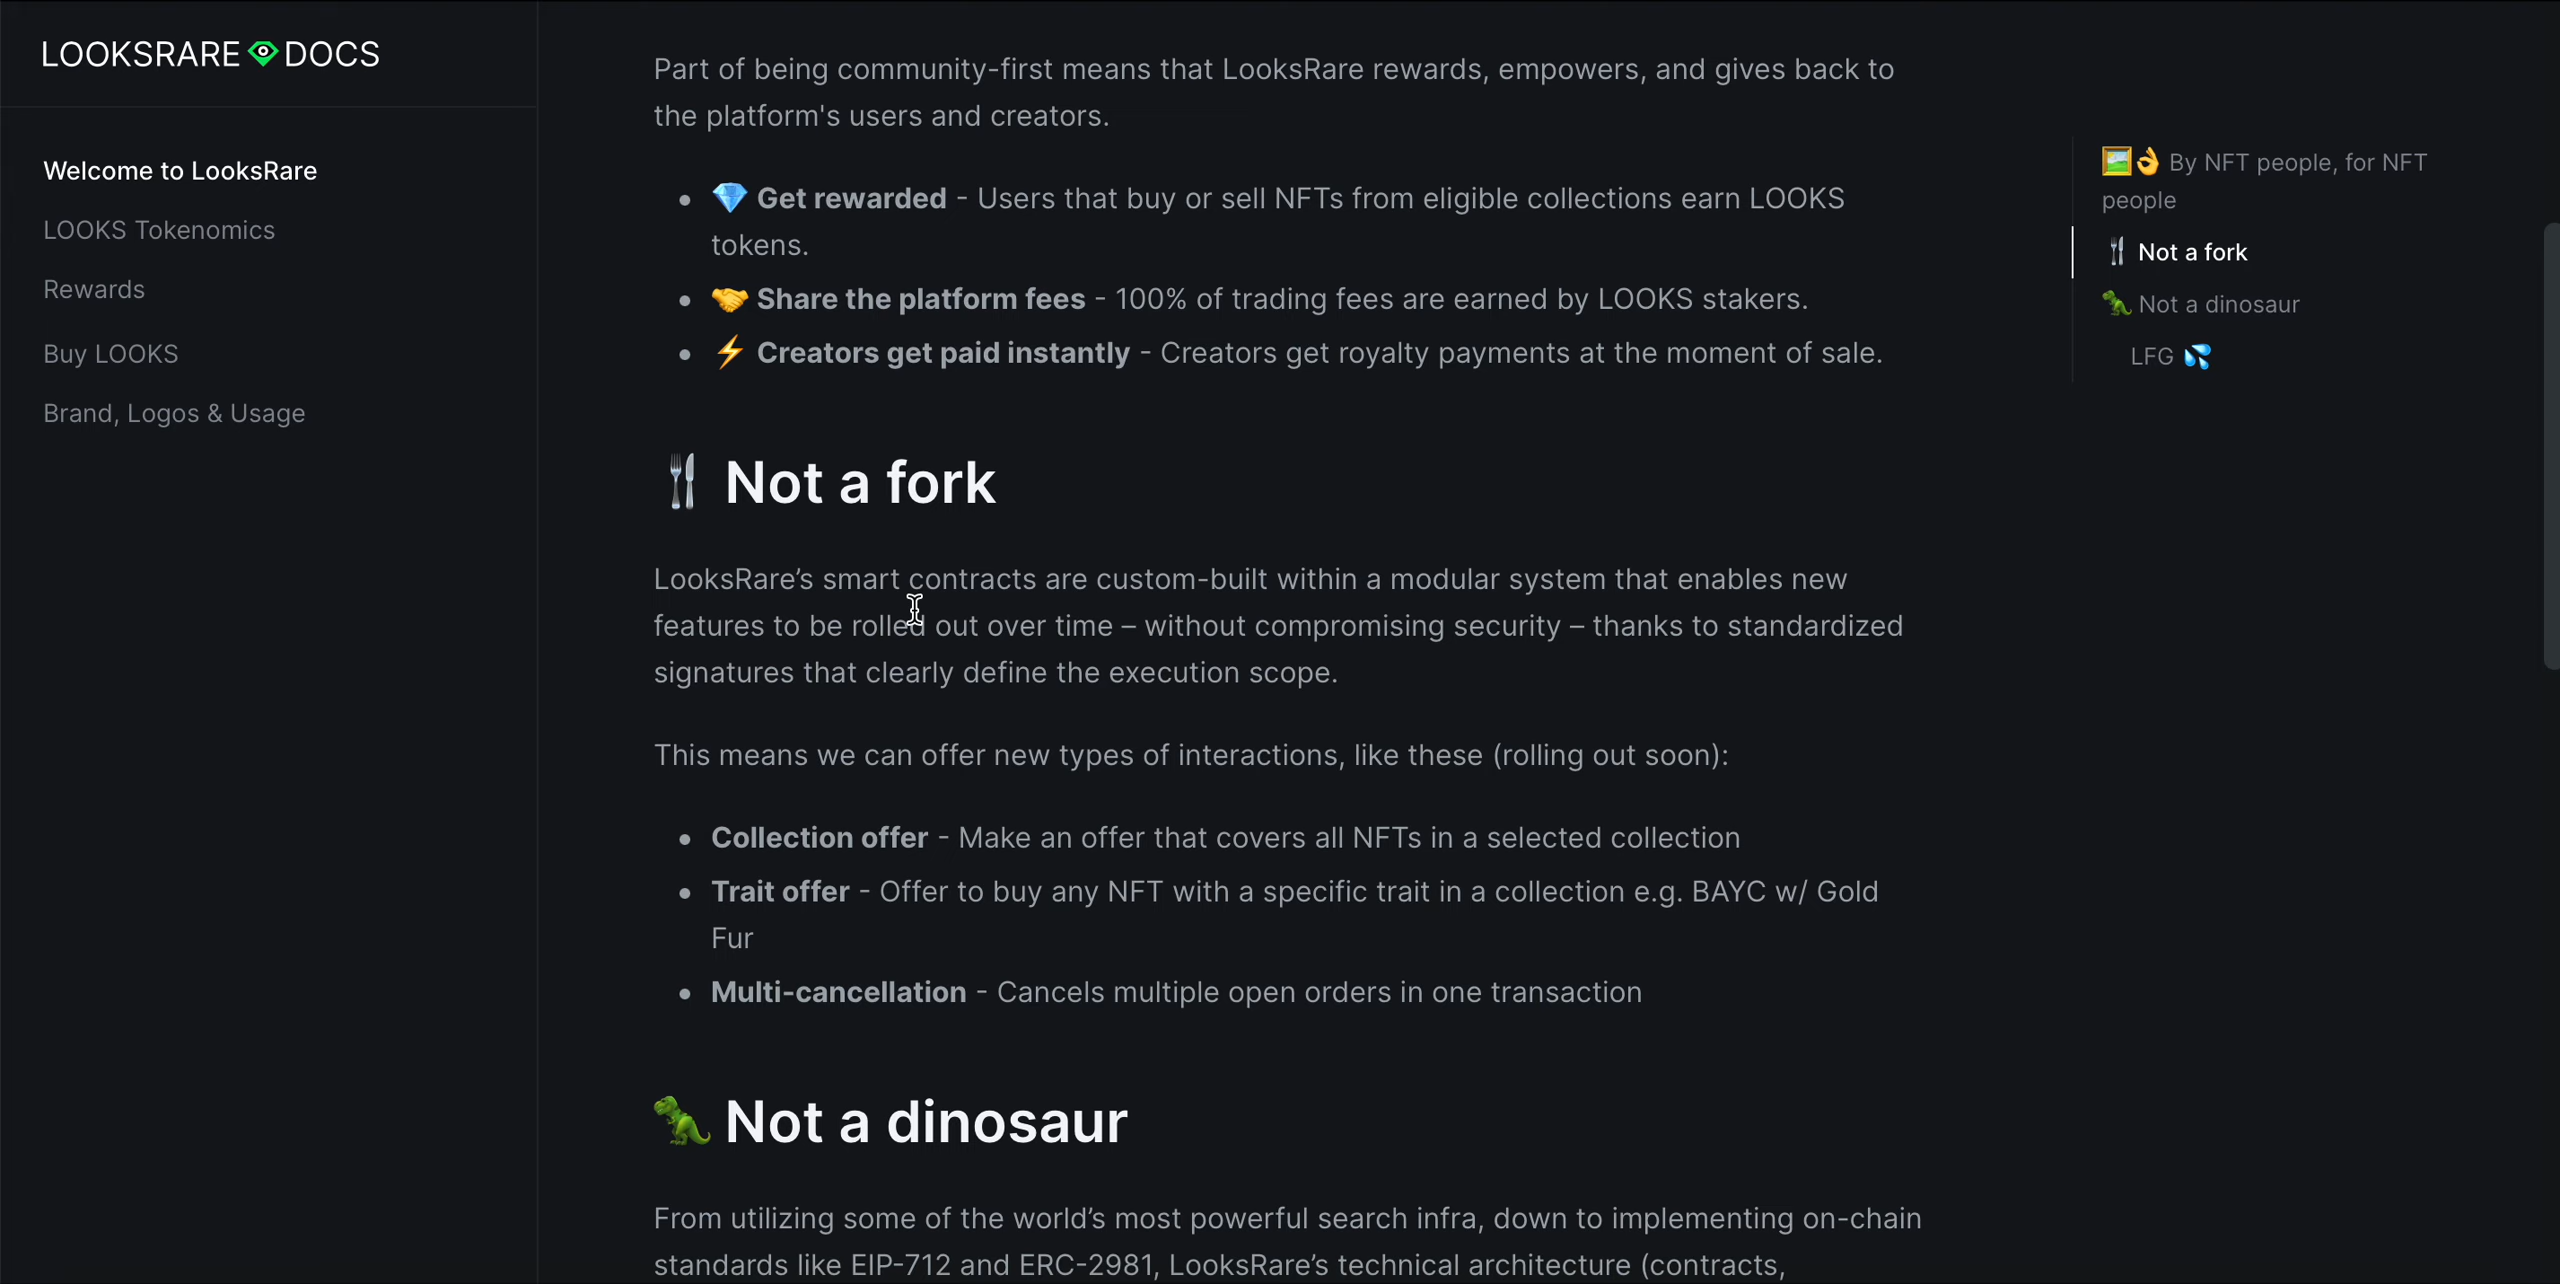 LOOKSRARE DOCS
Welcome to LooksRare
LOOKS Tokenomics
Rewards
Buy LOOKS
Brand, Logos & Usage
Part of being community-first means that LooksRare rewards, empowers, and gives back to
the platform's users and creators.
• 💎 Get rewarded - Users that buy or sell NFTs from eligible collections earn LOOKS
tokens.
• 🤝 Share the platform fees - 100% of trading fees are earned by LOOKS stakers.
• ⚡ Creators get paid instantly - Creators get royalty payments at the moment of sale.
🍴 Not a fork
LooksRare’s smart contracts are custom-built within a modular system that enables new
features to be rolled out over time – without compromising security – thanks to standardized
signatures that clearly define the execution scope.
This means we can offer new types of interactions, like these (rolling out soon):
• Collection offer - Make an offer that covers all NFTs in a selected collection
• Trait offer - Offer to buy any NFT with a specific trait in a collection e.g. BAYC w/ Gold
Fur
• Multi-cancellation - Cancels multiple open orders in one transaction
🦖 Not a dinosaur
From utilizing some of the world’s most powerful search infra, down to implementing on-chain
standards like EIP-712 and ERC-2981, LooksRare’s technical architecture (contracts,
🖼️👌 By NFT people, for NFT
people
🍴 Not a fork
🦖 Not a dinosaur
LFG 💦